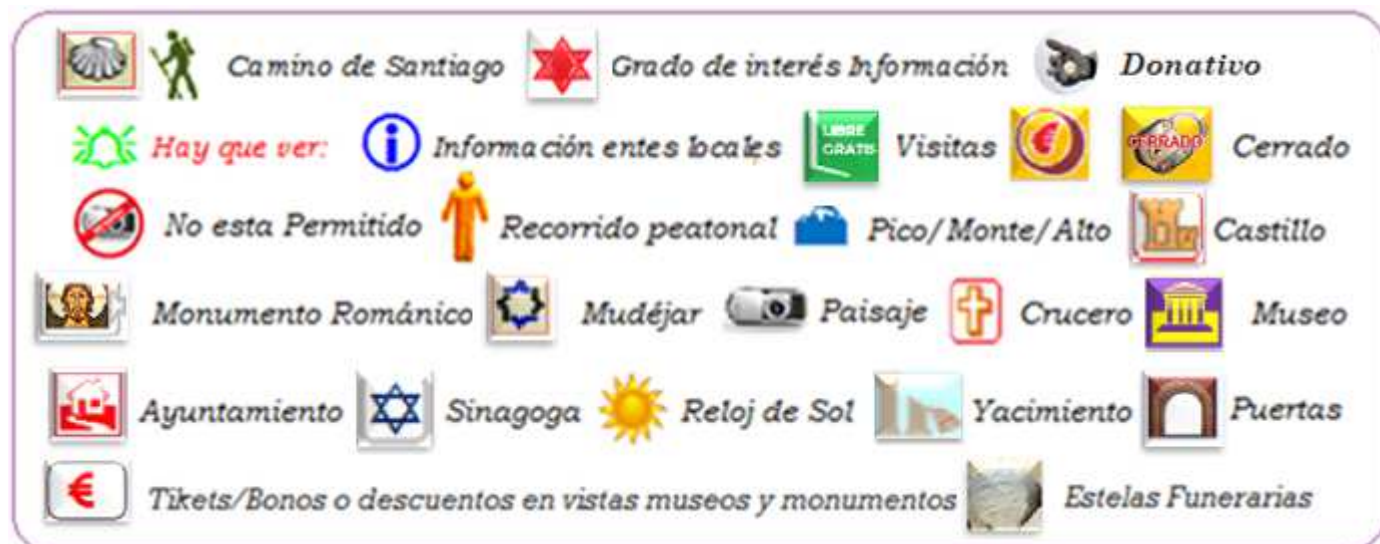 Camino de Santiago Grado de interés Información Donativo
Hay que ver: Información entes locales LIBRE GRATIS Visitas € CERRADO Cerrado
No esta Permitido Recorrido peatonal Pico/Monte/Alto Castillo
Monumento Románico Mudéjar Paisaje Crucero Museo
Ayuntamiento Sinagoga Reloj de Sol Yacimiento Puertas
€ Tikets/Bonos o descuentos en vistas museos y monumentos Estelas Funerarias